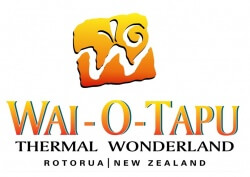 WAI-O-TAPU
THERMAL WONDERLAND
ROTORUA | NEW ZEALAND